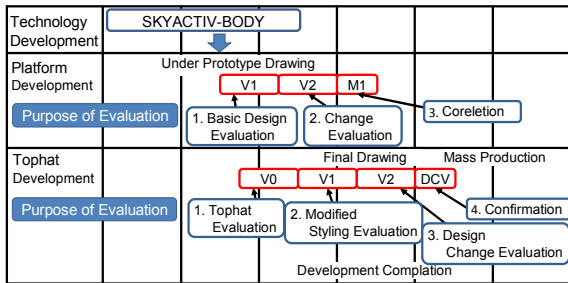 Technology
Development
SKYACTIV-BODY
Platform
Development
Under Prototype Drawing
V1
V2
M1
Purpose of Evaluation
1. Basic Design
Evaluation
2. Change
Evaluation
3. Coreletion
Tophat
Development
Final Drawing
Mass Production
V0
V1
V2
DCV
Purpose of Evaluation
1. Tophat
Evaluation
2. Modified
Styling Evaluation
4. Confirmation
3. Design
Change Evaluation
Development Complation